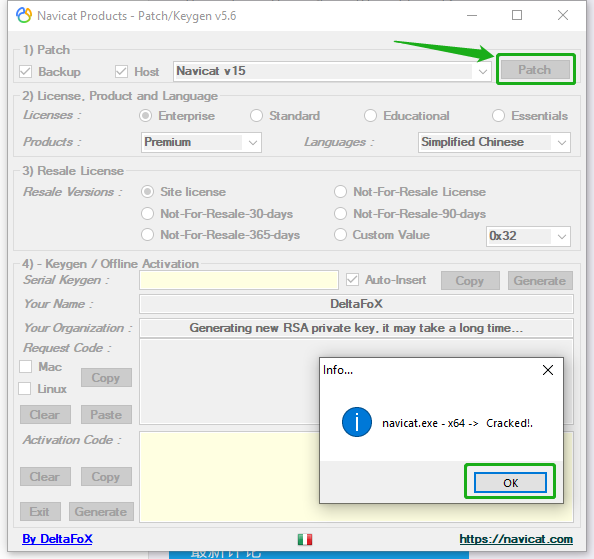 Navicat Products - Patch/Keygen v5.6
1) Patch
Backup Host Navicat v15 Patch
2) License, Product and Language
Licenses : Enterprise Standard Educational Essentials
Products : Premium Languages : Simplified Chinese
3) Resale License
Resale Versions : Site license Not-For-Resale License
Not-For-Resale-30-days Not-For-Resale-90-days
Not-For-Resale-365-days Custom Value 0x32
4) - Keygen / Offline Activation
Serial Keygen : Auto-Insert Copy Generate
Your Name : DeltaFoX
Your Organization : Generating new RSA private key, it may take a long time...
Request Code :
Mac
Linux
Copy
Clear Paste
Info...
navicat.exe - x64 -> Cracked!.
OK
Activation Code :
Clear Copy
Exit Generate
By DeltaFoX https://navicat.com
最新评论